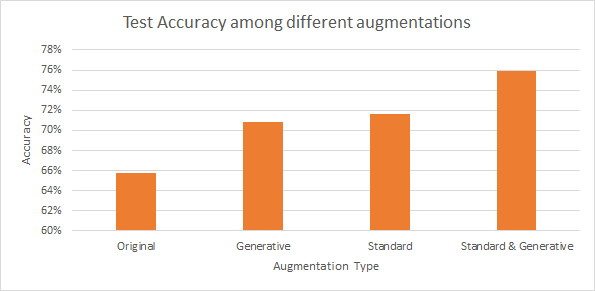 Test Accuracy among different augmentations
78%
76%
74%
72%
70%
68%
66%
64%
62%
60%
Accuracy
Original
Generative
Standard
Standard & Generative
Augmentation Type